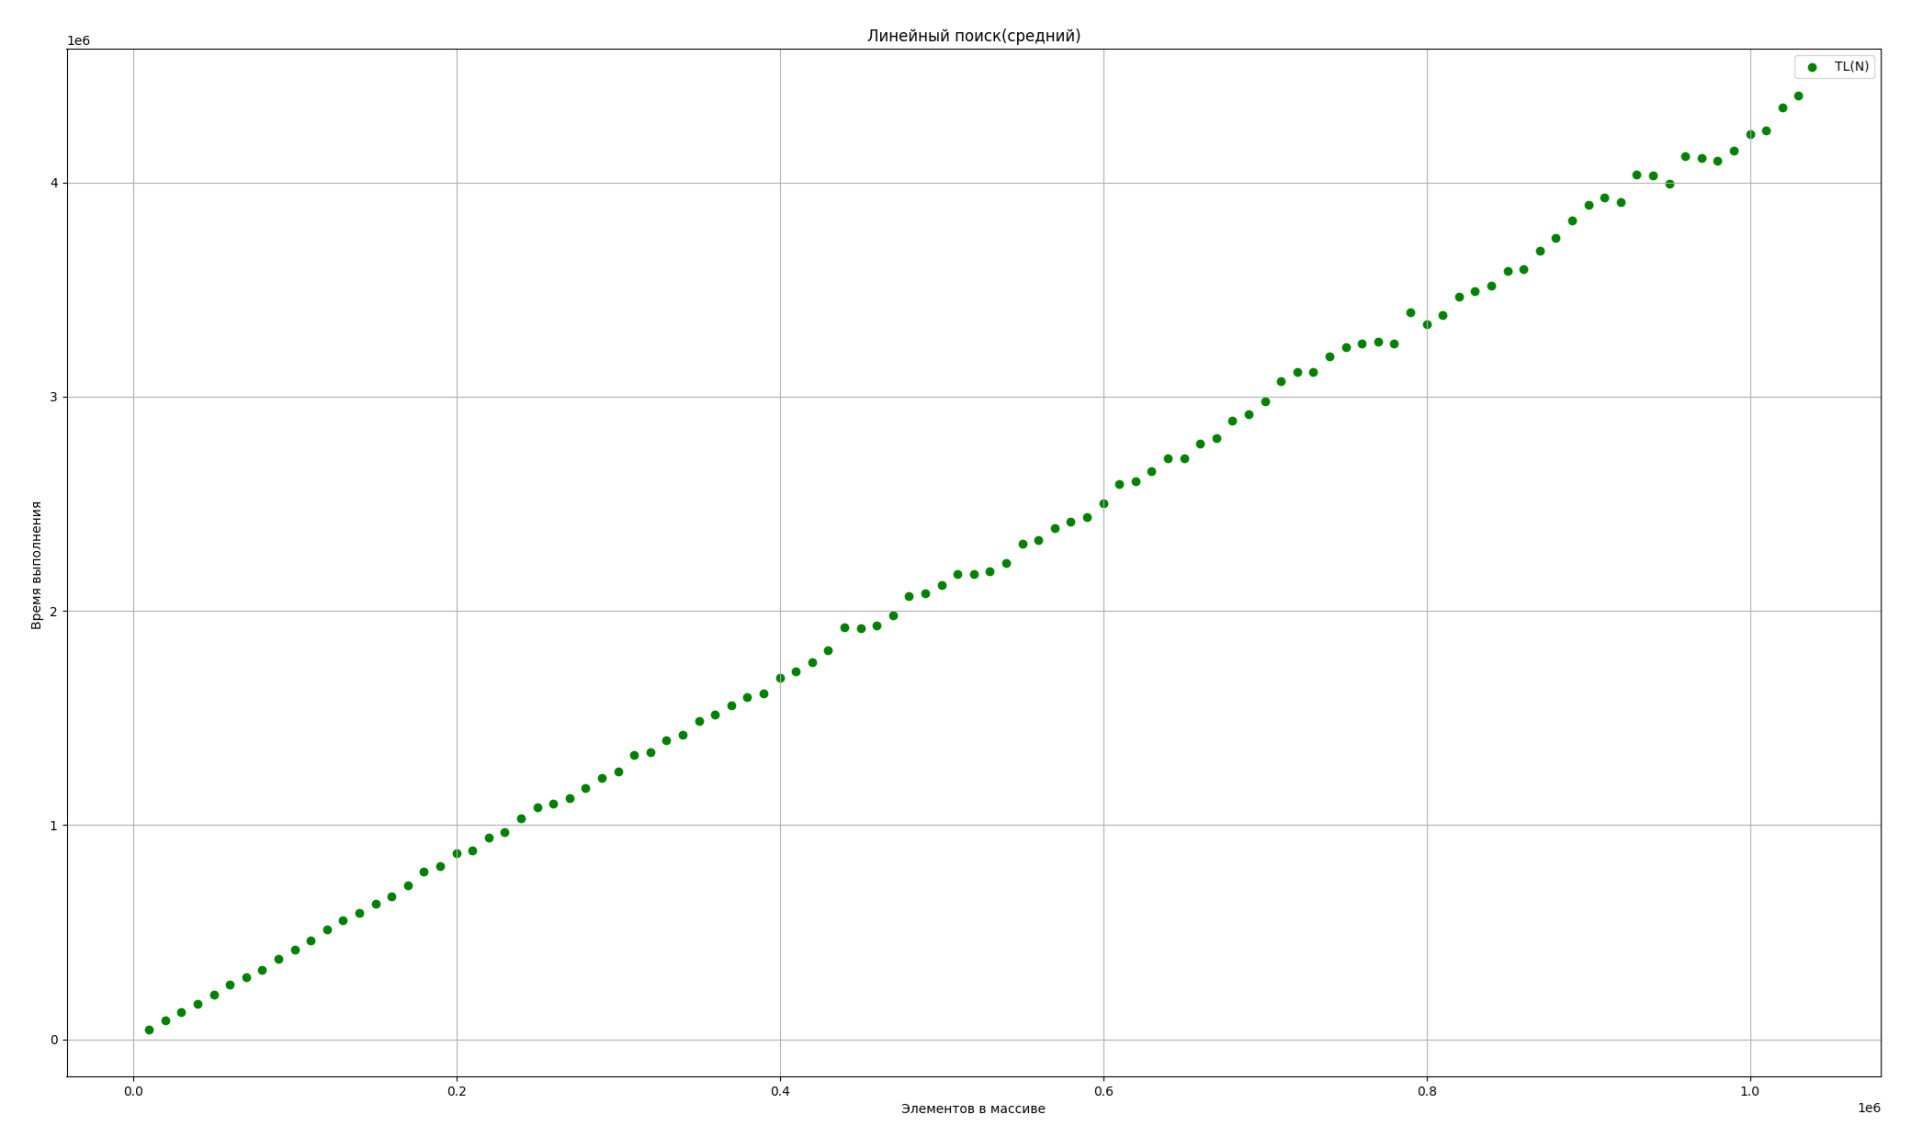 Линейный поиск(средний)
1e6
TL(N)
4
3
2
1
0
Время выполнения
0.0 0.2 0.4 0.6 0.8 1.0
Элементов в массиве
1e6